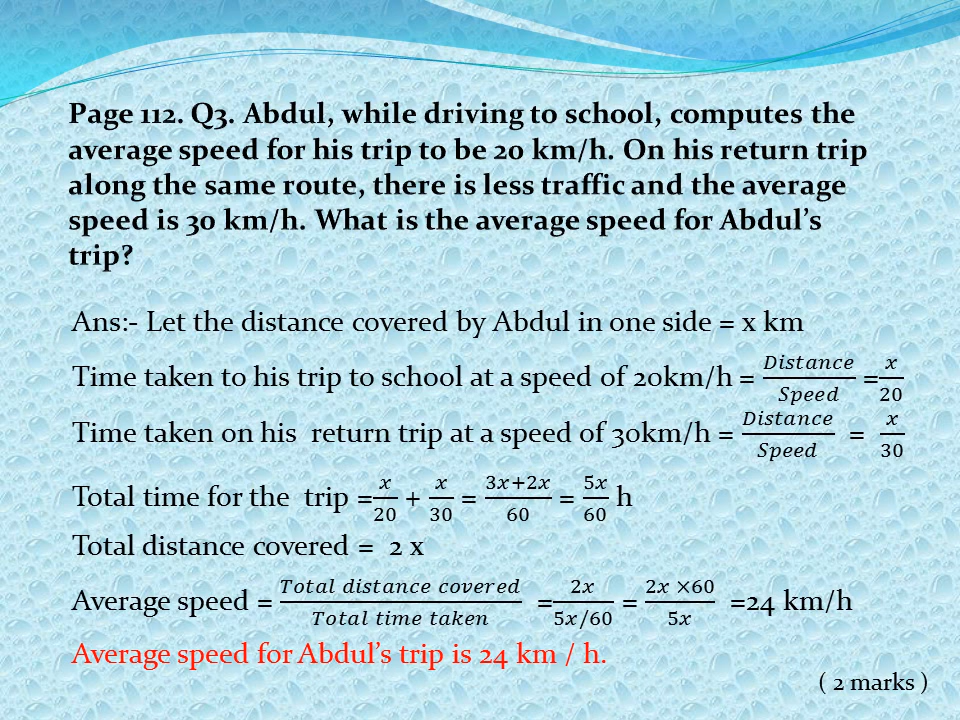 Page 112. Q3. Abdul, while driving to school, computes the
average speed for his trip to be 20 km/h. On his return trip
along the same route, there is less traffic and the average
speed is 30 km/h. What is the average speed for Abdul’s
trip?
Ans:- Let the distance covered by Abdul in one side = x km
Time taken to his trip to school at a speed of 20km/h = Distance/Speed = x/20
Time taken on his return trip at a speed of 30km/h = Distance/Speed = x/30
Total time for the trip = x/20 + x/30 = 3x+2x/60 = 5x/60 h
Total distance covered = 2 x
Average speed = Total distance covered/Total time taken = 2x/5x/60 = 2x ×60/5x =24 km/h
Average speed for Abdul’s trip is 24 km / h.
( 2 marks )